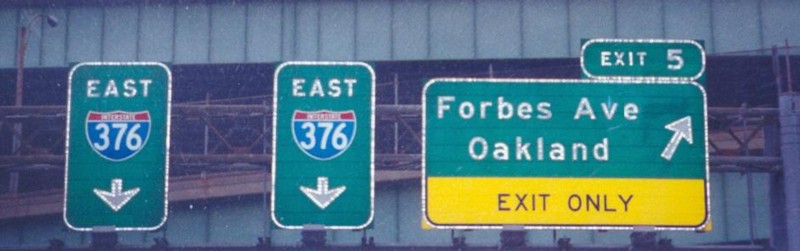 EAST
INTERSTATE
376
EAST
INTERSTATE
376
EXIT 5
Forbes Ave
Oakland
EXIT ONLY